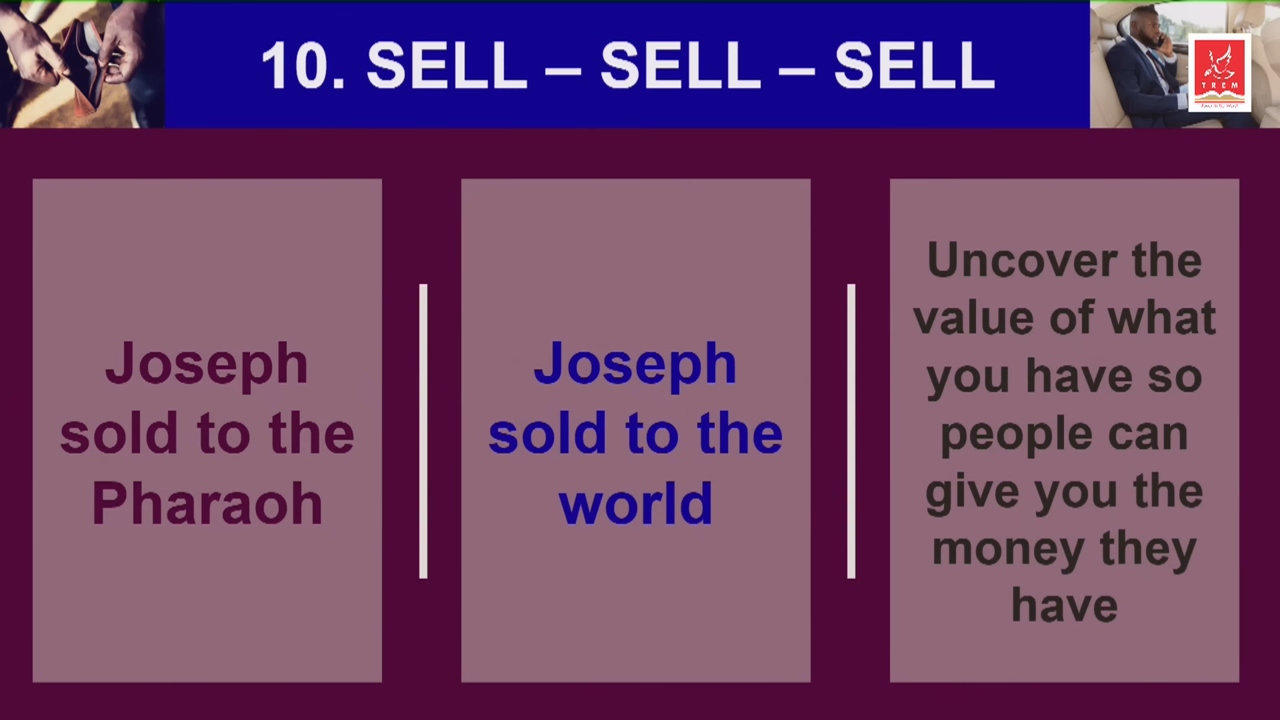 10. SELL – SELL – SELL
TREM
Joseph
sold to the
Pharaoh
Joseph
sold to the
world
Uncover the
value of what
you have so
people can
give you the
money they
have